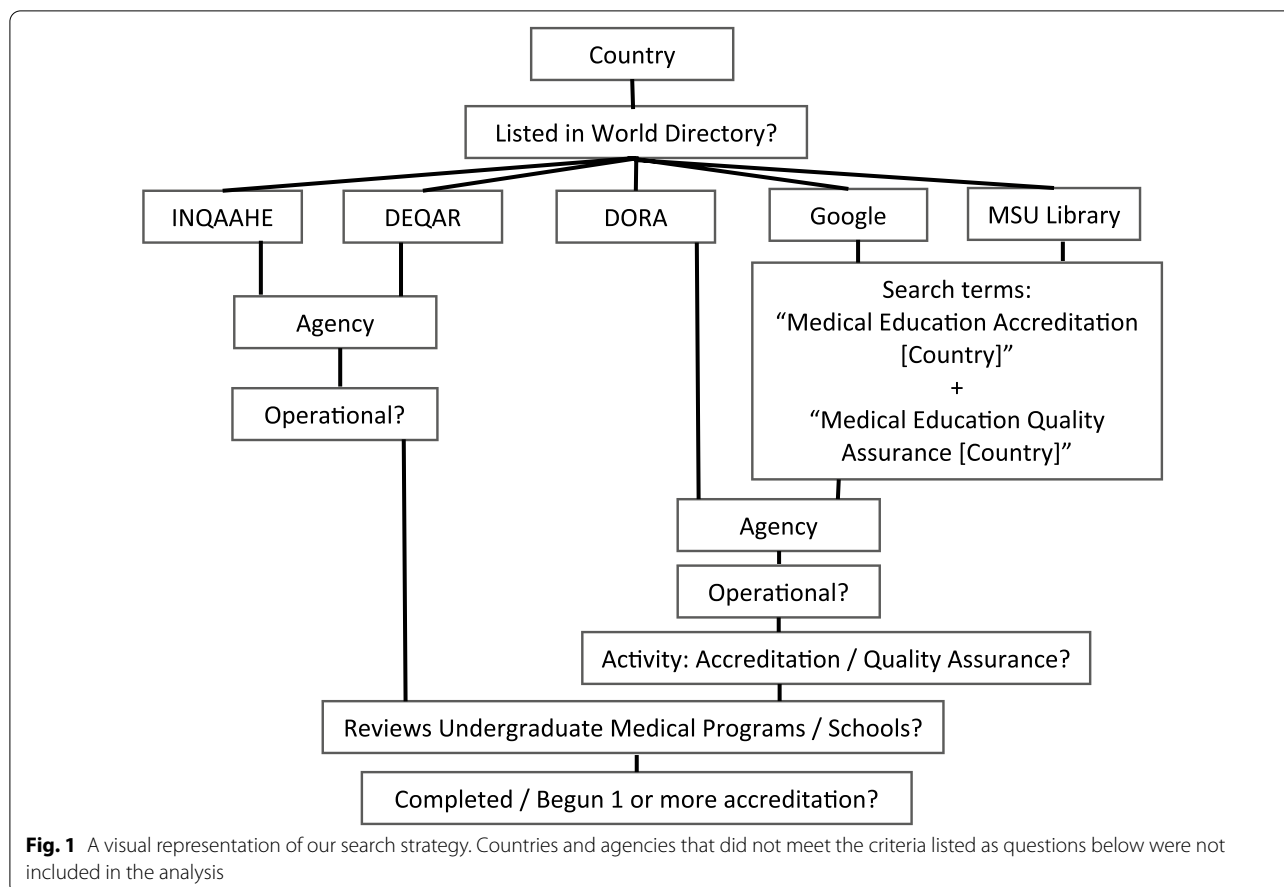 Country
Listed in World Directory?
INQAAHE
DEQAR
DORA
Google
MSU Library
Search terms:
“Medical Education Accreditation
[Country]”
+
“Medical Education Quality
Assurance [Country]”
Agency
Operational?
Agency
Operational?
Activity: Accreditation / Quality Assurance?
Reviews Undergraduate Medical Programs / Schools?
Completed / Begun 1 or more accreditation?
Fig. 1 A visual representation of our search strategy. Countries and agencies that did not meet the criteria listed as questions below were not
included in the analysis